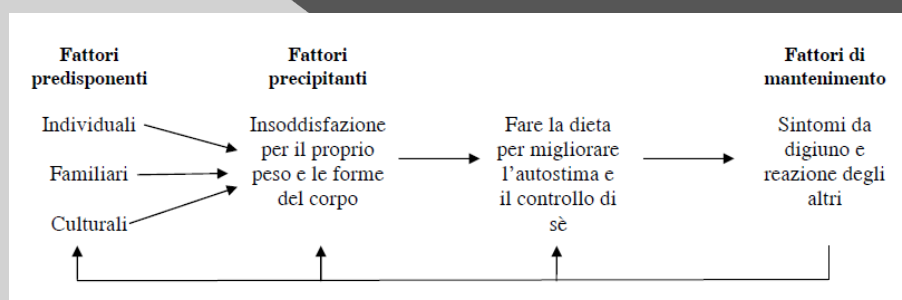 Fattori
predisponenti
Individuali
Familiari
Culturali
Fattori
precipitanti
Insoddisfazione
per il proprio
peso e le forme
del corpo
Fare la dieta
per migliorare
l'autostima e
il controllo di
sè
Fattori di
mantenimento
Sintomi da
digiuno e
reazione degli
altri